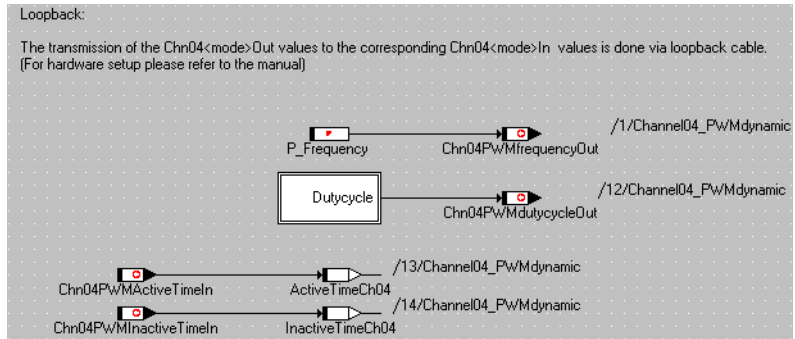 Loopback:
The transmission of the Chn04<mode>Out values to the corresponding Chn04<mode>In values is done via loopback cable.
(For hardware setup please refer to the manual)
/1/Channel04_PWMdynamic
P_Frequency
Chn04PWMfrequencyOut
Dutycycle
/12/Channel04_PWMdynamic
Chn04PWMdutycycleOut
/13/Channel04_PWMdynamic
Chn04PWMActiveTimeIn
ActiveTimeCh04
/14/Channel04_PWMdynamic
Chn04PWMInactiveTimeIn
InactiveTimeCh04